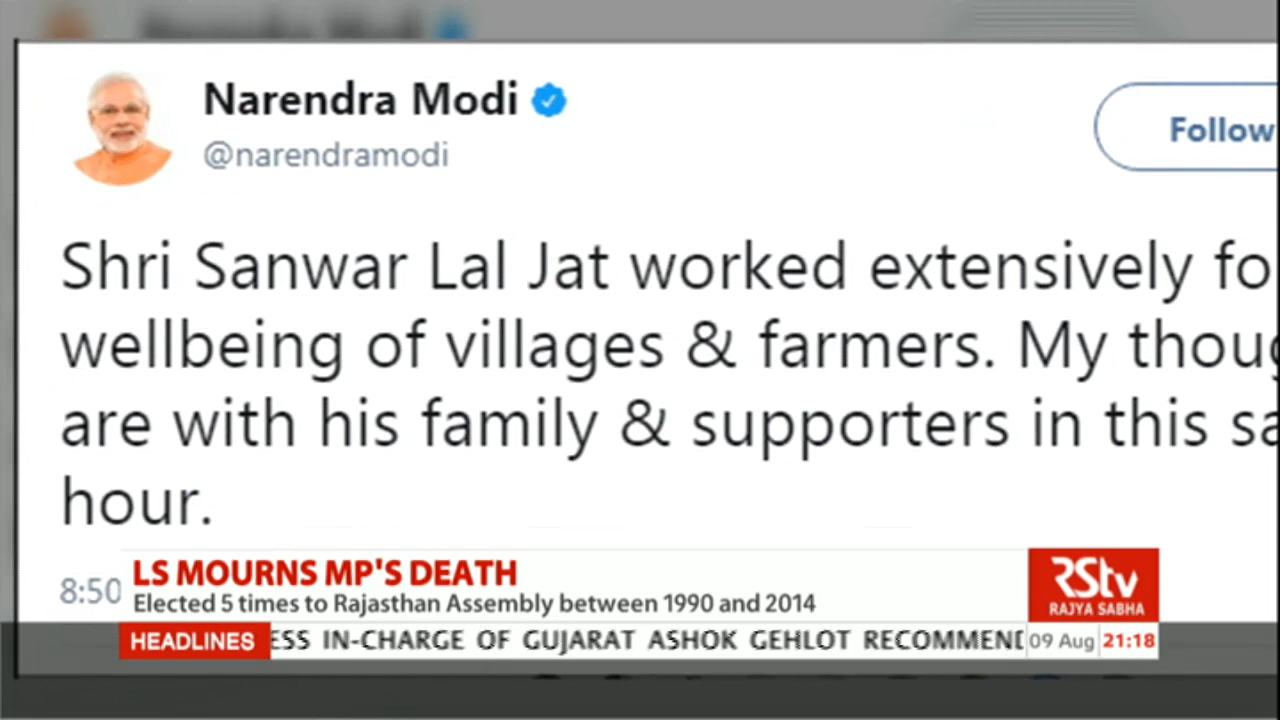 Narendra Modi
@narendramodi
Follow
Shri Sanwar Lal Jat worked extensively fo
wellbeing of villages & farmers. My thoug
are with his family & supporters in this sa
hour.
8:50
LS MOURNS MP'S DEATH
Elected 5 times to Rajasthan Assembly between 1990 and 2014
RStv
RAJYA SABHA
HEADLINES
ESS IN-CHARGE OF GUJARAT ASHOK GEHLOT RECOMMEND
09 Aug
21:18